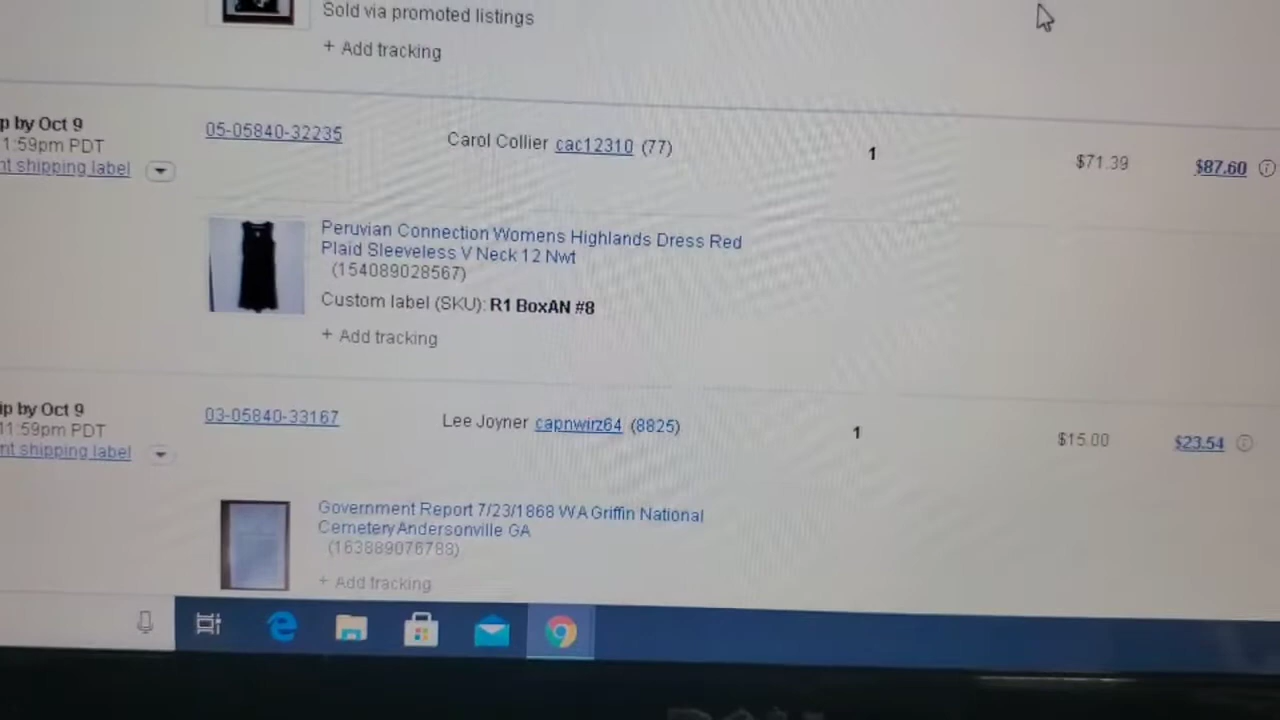 Sold via promoted listings
+ Add tracking
p by Oct 9
1:59pm PDT
nt shipping label
05-05840-32235
Carol Collier cac12310 (77)
1
$71.39
$87.60
Peruvian Connection Womens Highlands Dress Red
Plaid Sleeveless V Neck 12 Nwt
(154089028567)
Custom label (SKU): R1 BoxAN #8
+ Add tracking
ip by Oct 9
11:59pm PDT
nt shipping label
03-05840-33167
Lee Joyner capnwirz64 (8825)
1
$15.00
$23.54
Government Report 7/23/1868 WA Griffin National
Cemetery Andersonville GA
(163889076788)
+ Add tracking